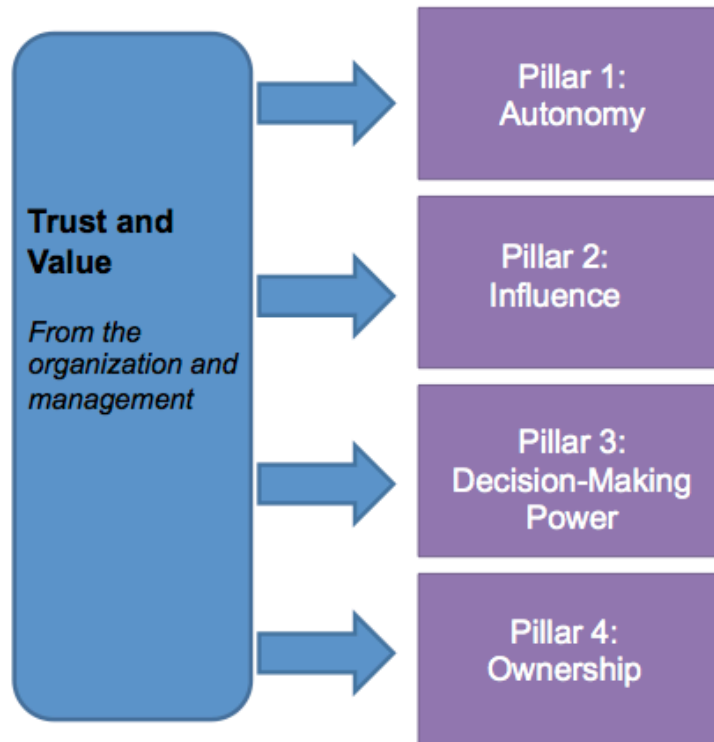 Trust and
Value
From the
organization and
management
Pillar 1:
Autonomy
Pillar 2:
Influence
Pillar 3:
Decision-Making
Power
Pillar 4:
Ownership